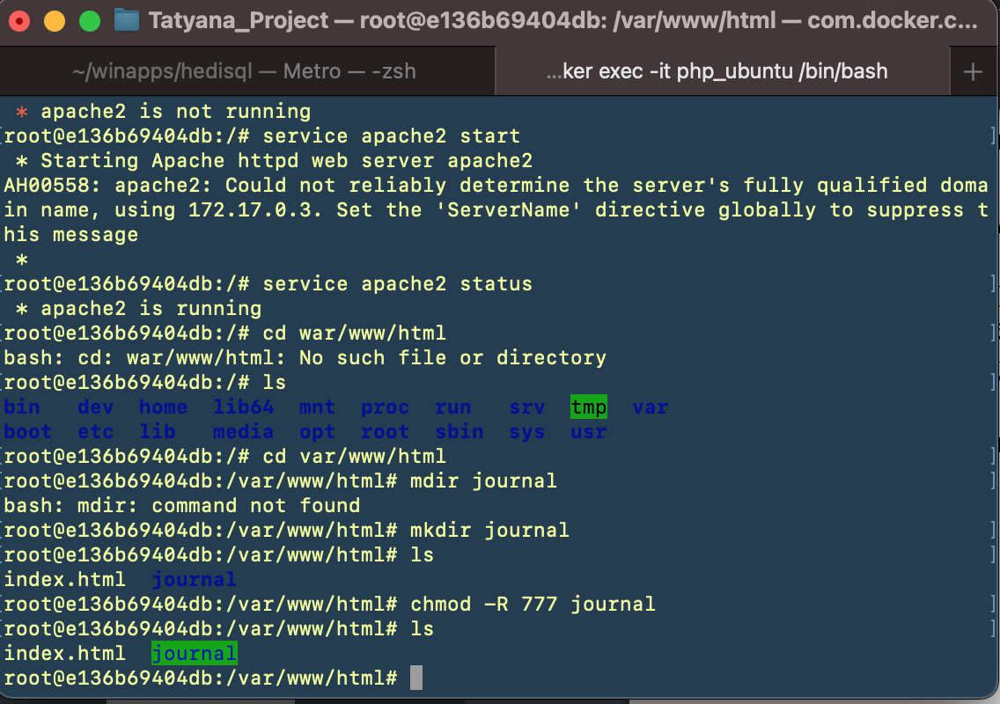 Tatyana_Project — root@e136b69404db: /var/www/html — com.docker.c...
~/winapps/hedisql — Metro — -zsh
...ker exec -it php_ubuntu /bin/bash
+
* apache2 is not running
[root@e136b69404db:/# service apache2 start ]
* Starting Apache httpd web server apache2
AH00558: apache2: Could not reliably determine the server's fully qualified doma
in name, using 172.17.0.3. Set the 'ServerName' directive globally to suppress t
his message
*
[root@e136b69404db:/# service apache2 status ]
* apache2 is running
[root@e136b69404db:/# cd war/www/html ]
bash: cd: war/www/html: No such file or directory
[root@e136b69404db:/# ls ]
bin dev home lib64 mnt proc run srv tmp var
boot etc lib media opt root sbin sys usr
[root@e136b69404db:/# cd var/www/html ]
[root@e136b69404db:/var/www/html# mdir journal ]
bash: mdir: command not found
[root@e136b69404db:/var/www/html# mkdir journal ]
[root@e136b69404db:/var/www/html# ls ]
index.html journal
[root@e136b69404db:/var/www/html# chmod -R 777 journal ]
[root@e136b69404db:/var/www/html# ls ]
index.html journal
root@e136b69404db:/var/www/html#